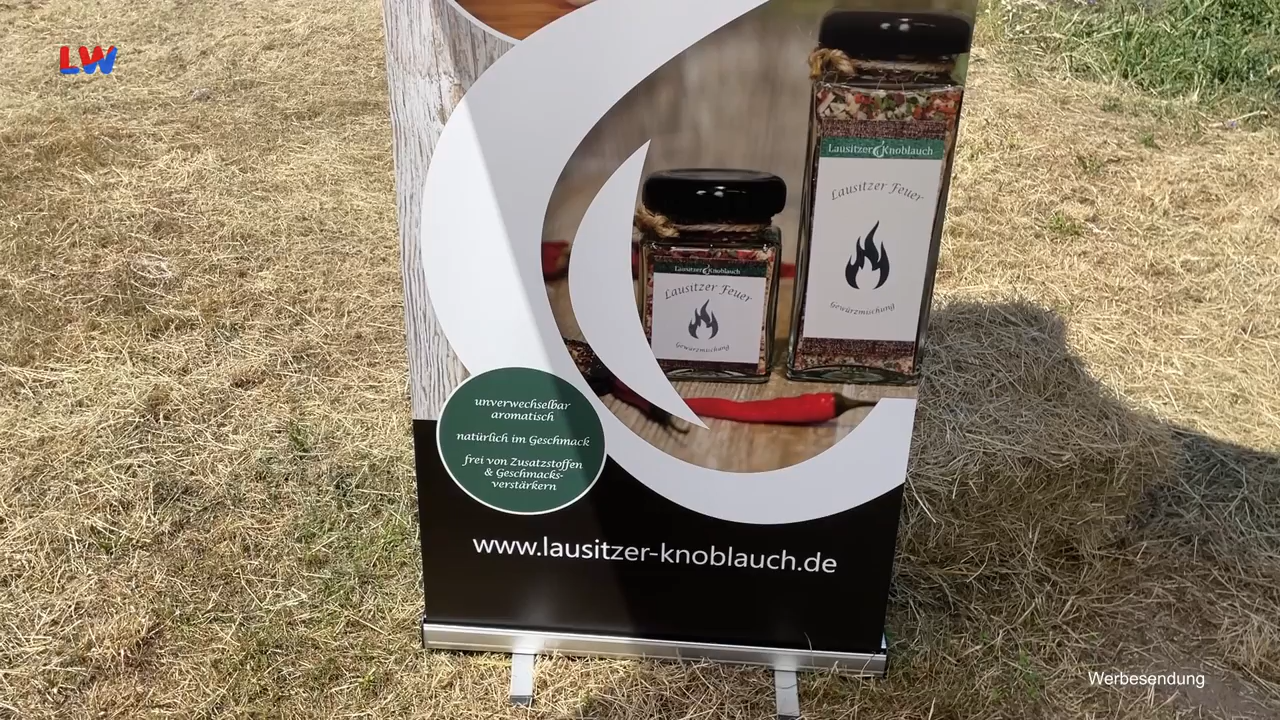 LW
Lausitzer Knoblauch
Lausitzer Feuer
Gewürzmischung
Lausitzer Knoblauch
Lausitzer Feuer
Gewürzmischung
unverwechselbar
aromatisch
natürlich im Geschmack
frei von Zusatzstoffen
& Geschmacks-
verstärkern
www.lausitzer-knoblauch.de
Werbesendung